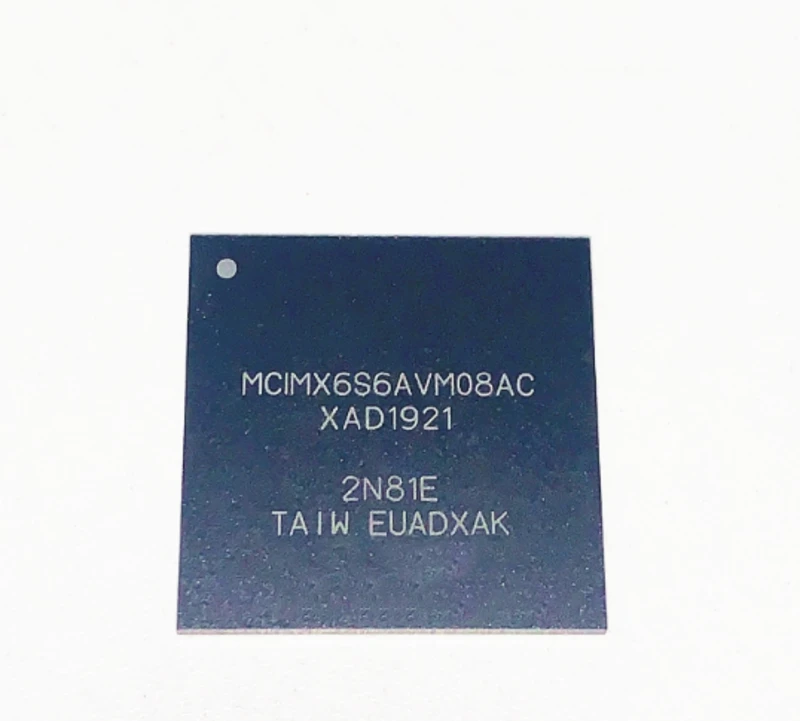 MCIMX6S6AVM08AC
XAD1921
2N81E
TAIW EUADXAK